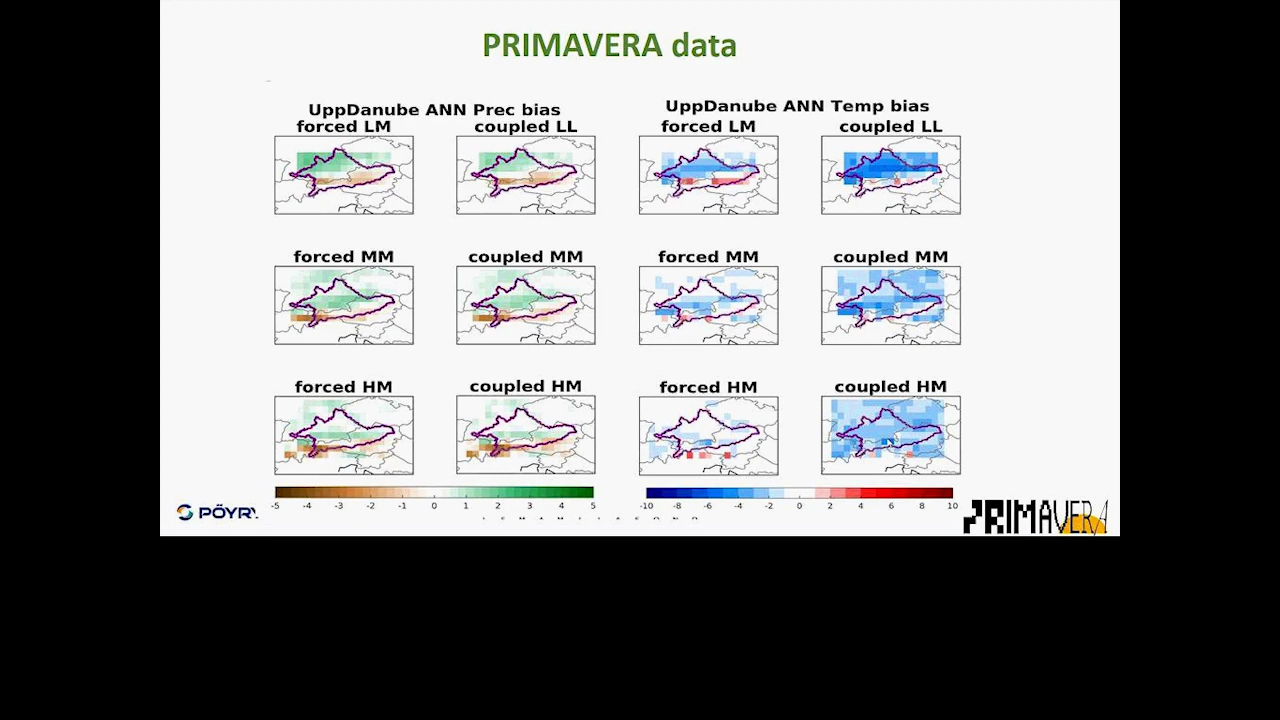 PRIMAVERA data
UppDanube ANN Prec bias
UppDanube ANN Temp bias
forced LM
coupled LL
forced LM
coupled LL
forced MM
coupled MM
forced MM
coupled MM
forced HM
coupled HM
forced HM
coupled HM
-5 -4 -3 -2 -1 0 1 2 3 4 5
-10 -8 -6 -4 -2 0 2 4 6 8 10
PÖYRY
PRIMAVERA